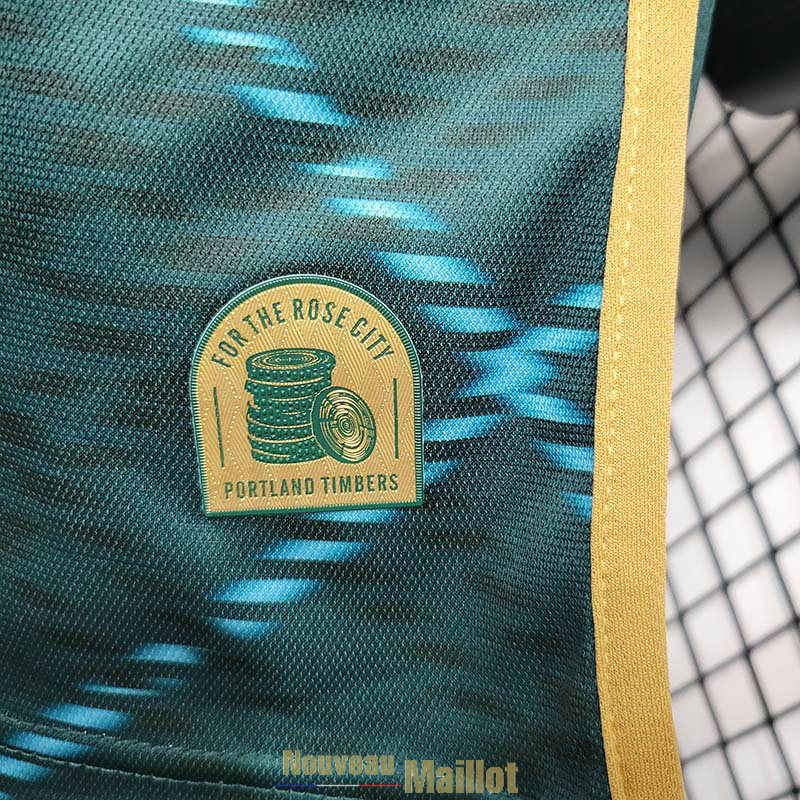 FOR THE ROSE CITY
PORTLAND TIMBERS
Nouveau Maillot